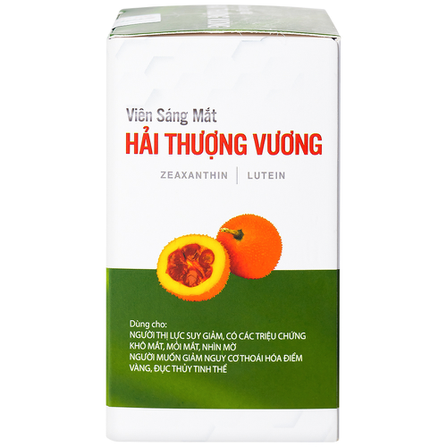 Viên Sáng Mắt
HẢI THƯỢNG VƯƠNG
ZEAXANTHIN | LUTEIN
Dùng cho:
NGƯỜI THỊ LỰC SUY GIẢM, CÓ CÁC TRIỆU CHỨNG
KHÔ MẮT, MỎI MẮT, NHÌN MỜ
NGƯỜI MUỐN GIẢM NGUY CƠ THOÁI HÓA ĐIỂM
VÀNG, ĐỤC THỦY TINH THỂ